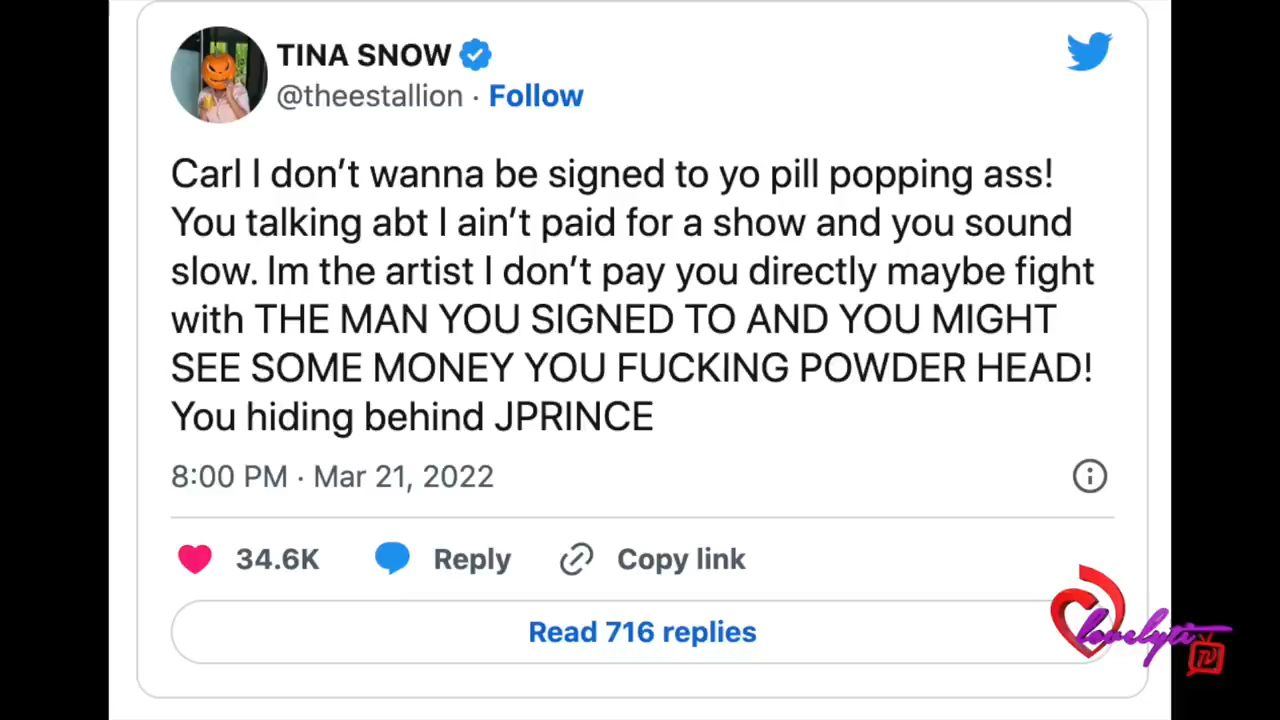 TINA SNOW
@theestallion · Follow
Carl I don’t wanna be signed to yo pill popping ass!
You talking abt I ain’t paid for a show and you sound
slow. Im the artist I don’t pay you directly maybe fight
with THE MAN YOU SIGNED TO AND YOU MIGHT
SEE SOME MONEY YOU FUCKING POWDER HEAD!
You hiding behind JPRINCE
8:00 PM · Mar 21, 2022
34.6K Reply Copy link
Read 716 replies
lovelyti
TV